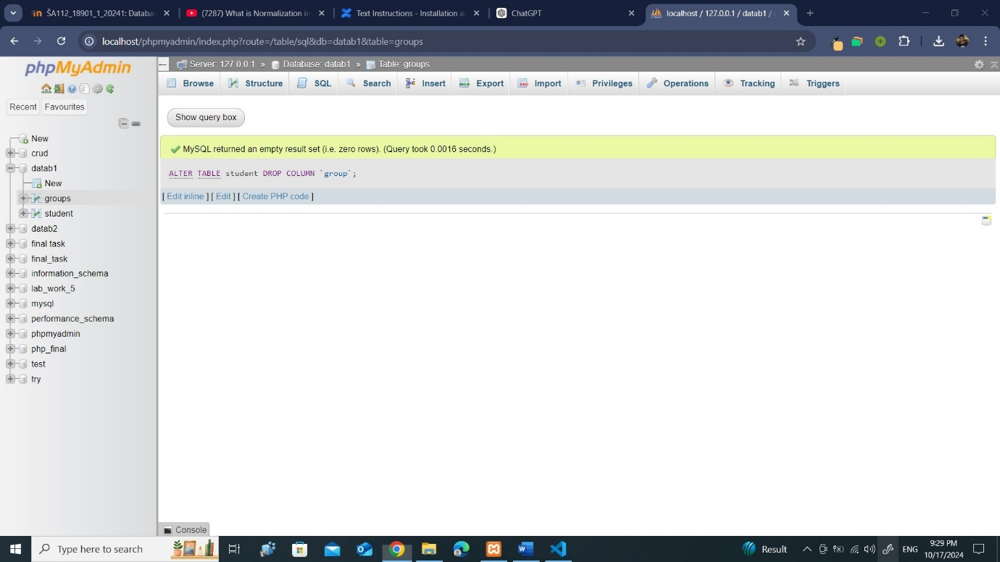 ŠA112_18901_1_20241: Databa
(7287) What is Normalization in
Text Instructions - Installation a
ChatGPT
localhost / 127.0.0.1 / datab1 /
localhost/phpmyadmin/index.php?route=/table/sql&db=datab1&table=groups
phpMyAdmin
Recent Favourites
New
crud
datab1
New
groups
student
datab2
final task
final_task
information_schema
lab_work_5
mysql
performance_schema
phpmyadmin
php_final
test
try
Server: 127.0.0.1 » Database: datab1 » Table: groups
Browse Structure SQL Search Insert Export Import Privileges Operations Tracking Triggers
Show query box
MySQL returned an empty result set (i.e. zero rows). (Query took 0.0016 seconds.)
ALTER TABLE student DROP COLUMN `group`;
[ Edit inline ] [ Edit ] [ Create PHP code ]
Console
Type here to search
Result
ENG
9:29 PM
10/17/2024